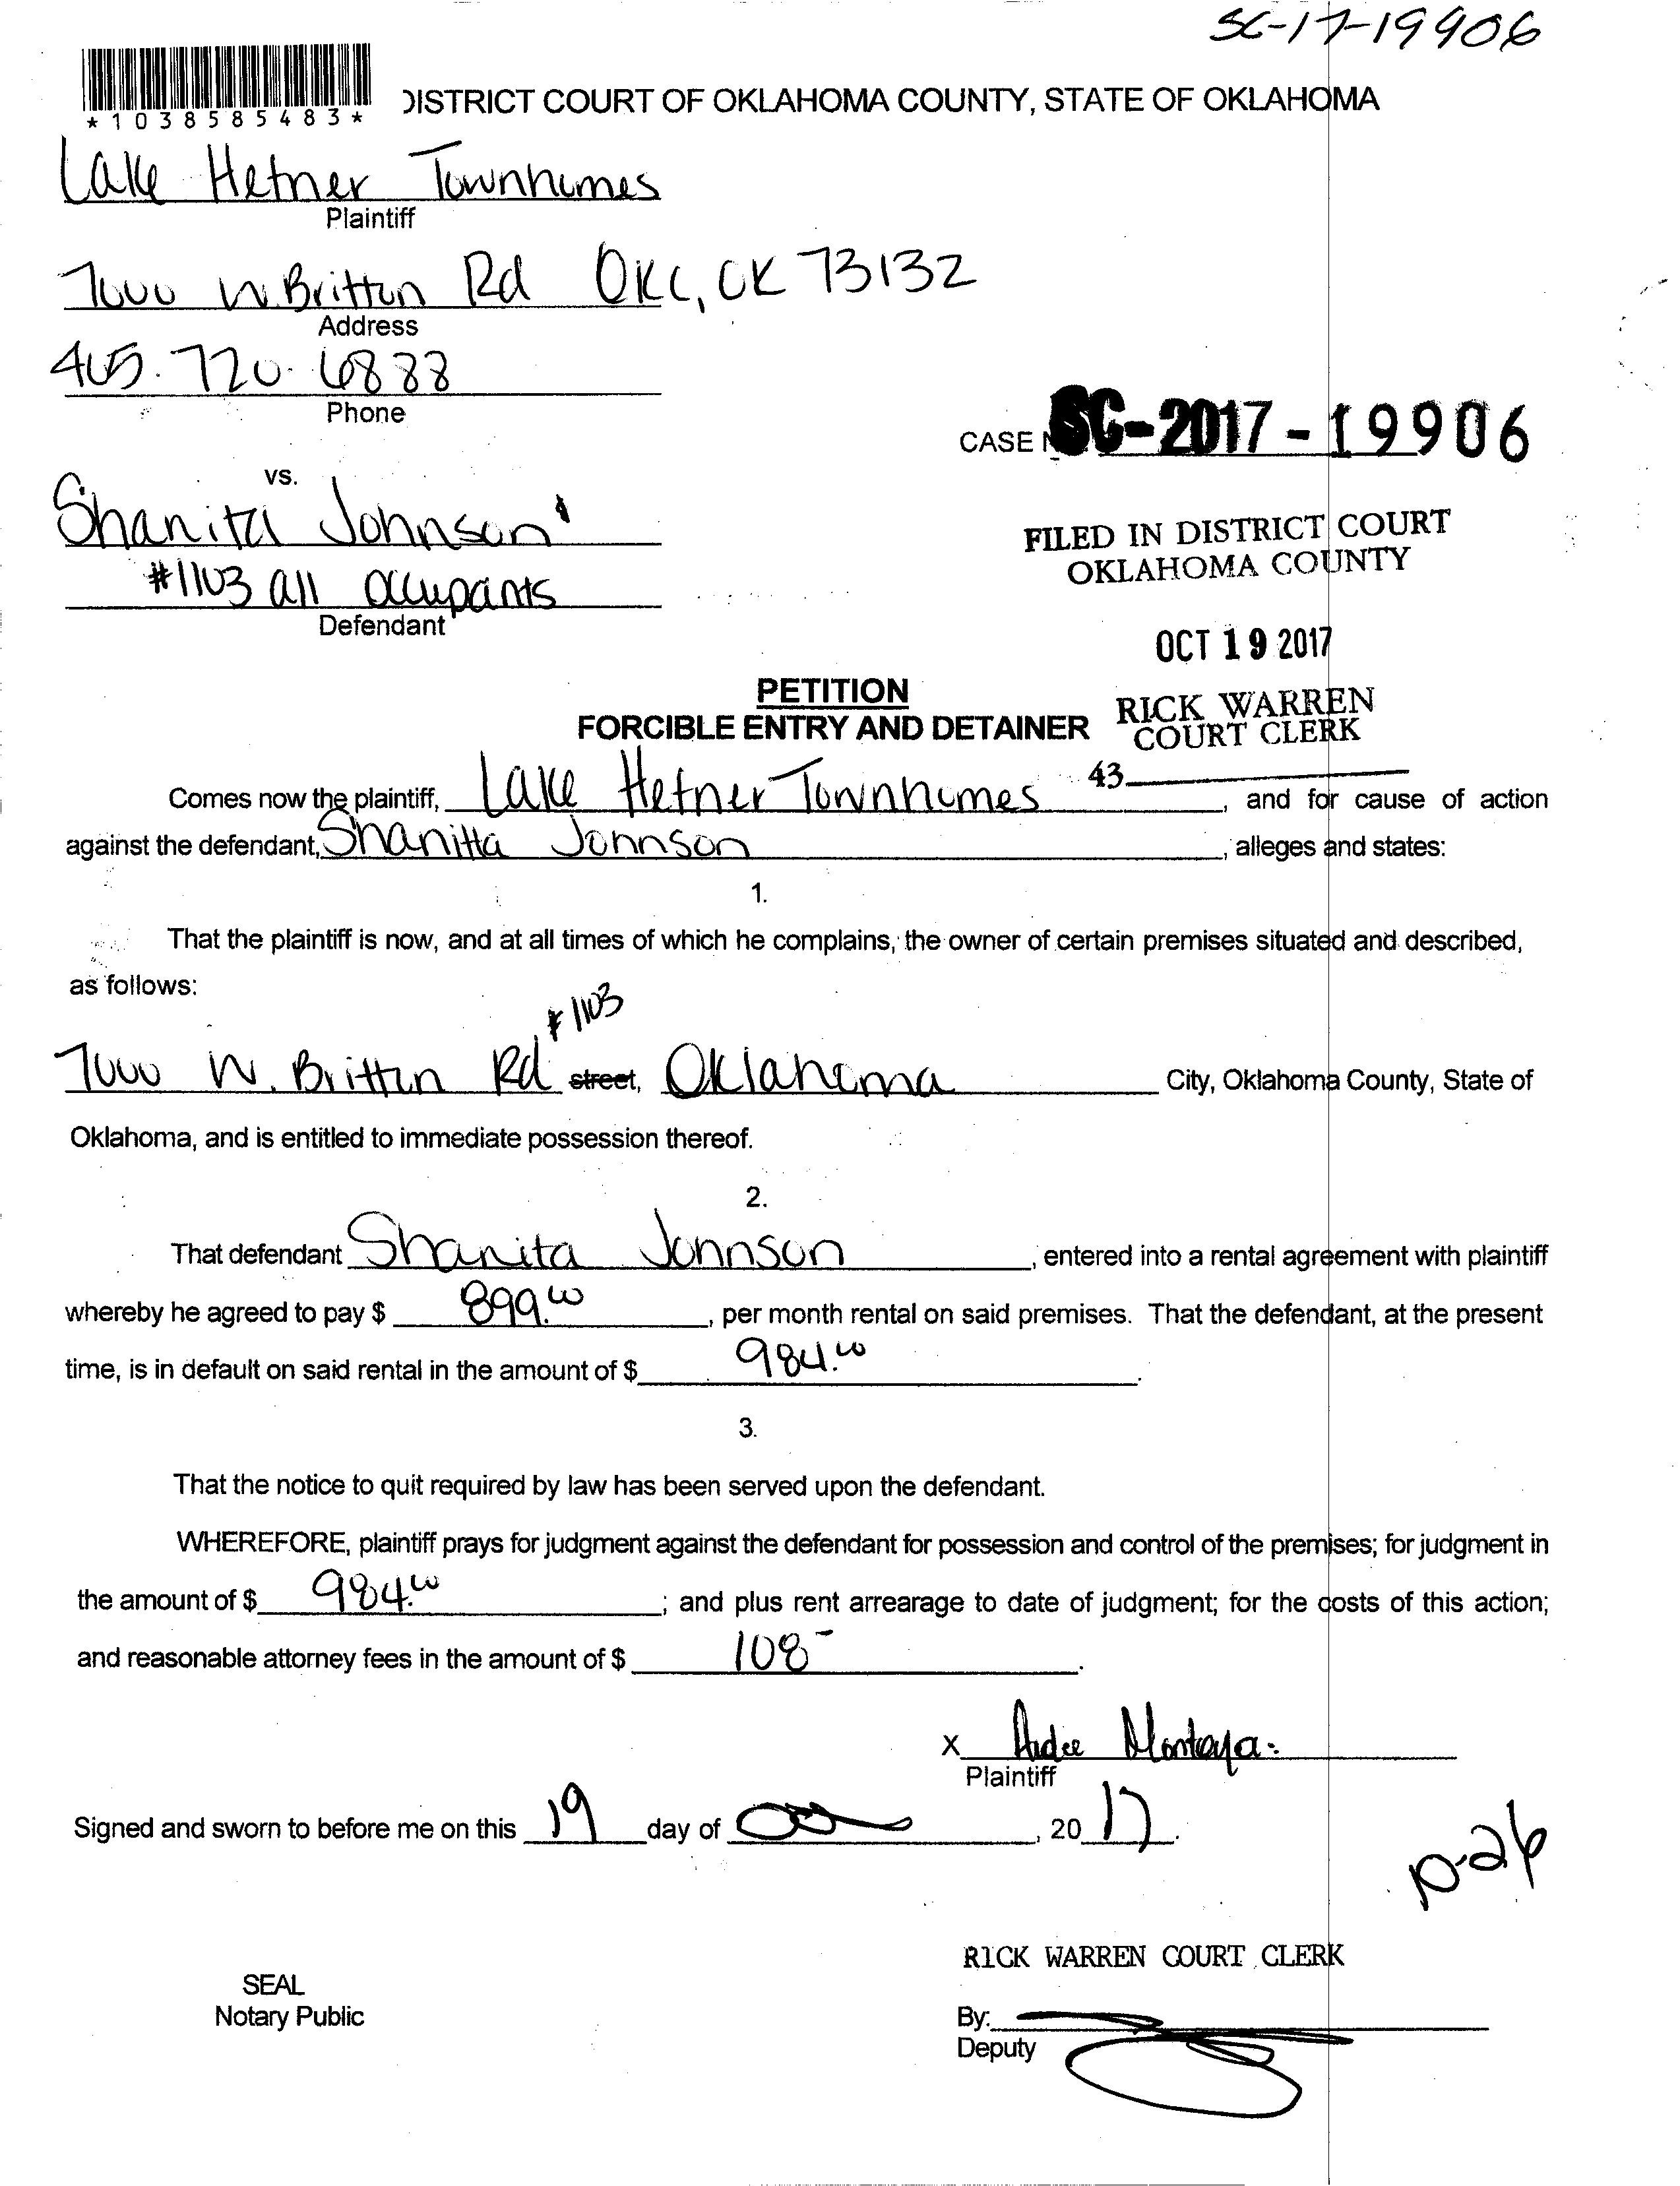 SC-17-19906
*1038585483*
DISTRICT COURT OF OKLAHOMA COUNTY, STATE OF OKLAHOMA
Lake Hefner Townhomes
Plaintiff
7000 W. Britton Rd OKC, OK 73132
Address
405.720.6888
Phone
CASE N SC-2017-19906
vs.
Shanita Johnson
#1103 all occupants
Defendant
FILED IN DISTRICT COURT
OKLAHOMA COUNTY
OCT 19 2017
RICK WARREN
COURT CLERK
43
PETITION
FORCIBLE ENTRY AND DETAINER
Comes now the plaintiff, Lake Hefner Townhomes, and for cause of action
against the defendant, Shanitta Johnson, alleges and states:
1.
That the plaintiff is now, and at all times of which he complains, the owner of certain premises situated and described,
as follows:
#1103
7000 W. Britton Rd street, Oklahoma City, Oklahoma County, State of
Oklahoma, and is entitled to immediate possession thereof.
2.
That defendant Shanita Johnson, entered into a rental agreement with plaintiff
whereby he agreed to pay $ 899.00, per month rental on said premises. That the defendant, at the present
time, is in default on said rental in the amount of $ 984.00.
3.
That the notice to quit required by law has been served upon the defendant.
WHEREFORE, plaintiff prays for judgment against the defendant for possession and control of the premises; for judgment in
the amount of $ 984.00; and plus rent arrearage to date of judgment; for the costs of this action;
and reasonable attorney fees in the amount of $ 108-.
X Montoya
Plaintiff
Signed and sworn to before me on this 19 day of , 2017.
10-26
RICK WARREN COURT CLERK
SEAL
Notary Public
By:
Deputy